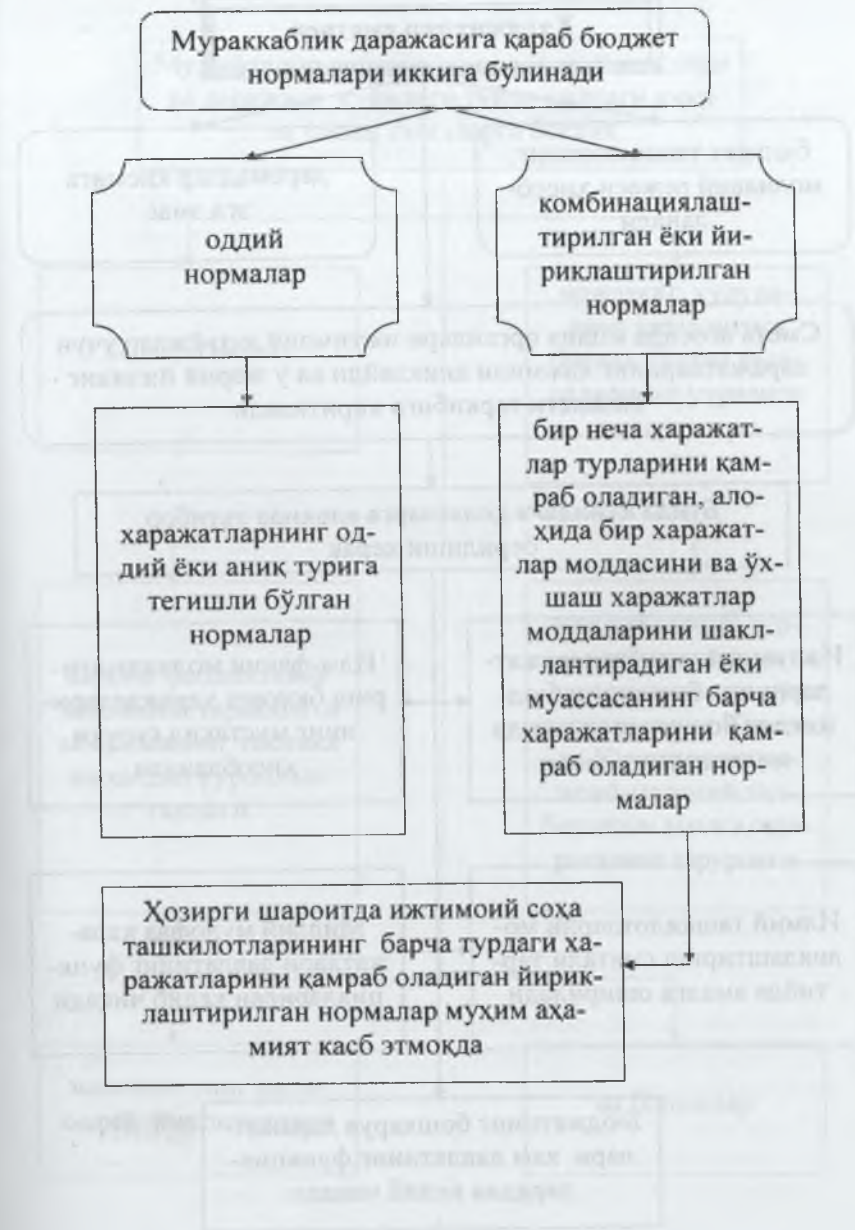 Мураккаблик даражасига қараб бюджет
нормалари иккига бўлинади
оддий
нормалар
комбинациялаш-
тирилган ёки йи-
риклаштирилган
нормалар
харажатларнинг од-
дий ёки аниқ турига
тегишли бўлган
нормалар
бир неча харажат-
лар турларини қам-
раб оладиган, ало-
ҳида бир харажат-
лар моддасини ва ўх-
шаш харажатлар
моддаларини шакл-
лантирадиган ёки
муассасанинг барча
харажатларини қам-
раб оладиган нор-
малар
Ҳозирги шароитда ижтимоий соҳа
ташкилотларининг барча турдаги ха-
ражатларини қамраб оладиган йирик-
лаштирилган нормалар муҳим аҳа-
мият касб этмоқда